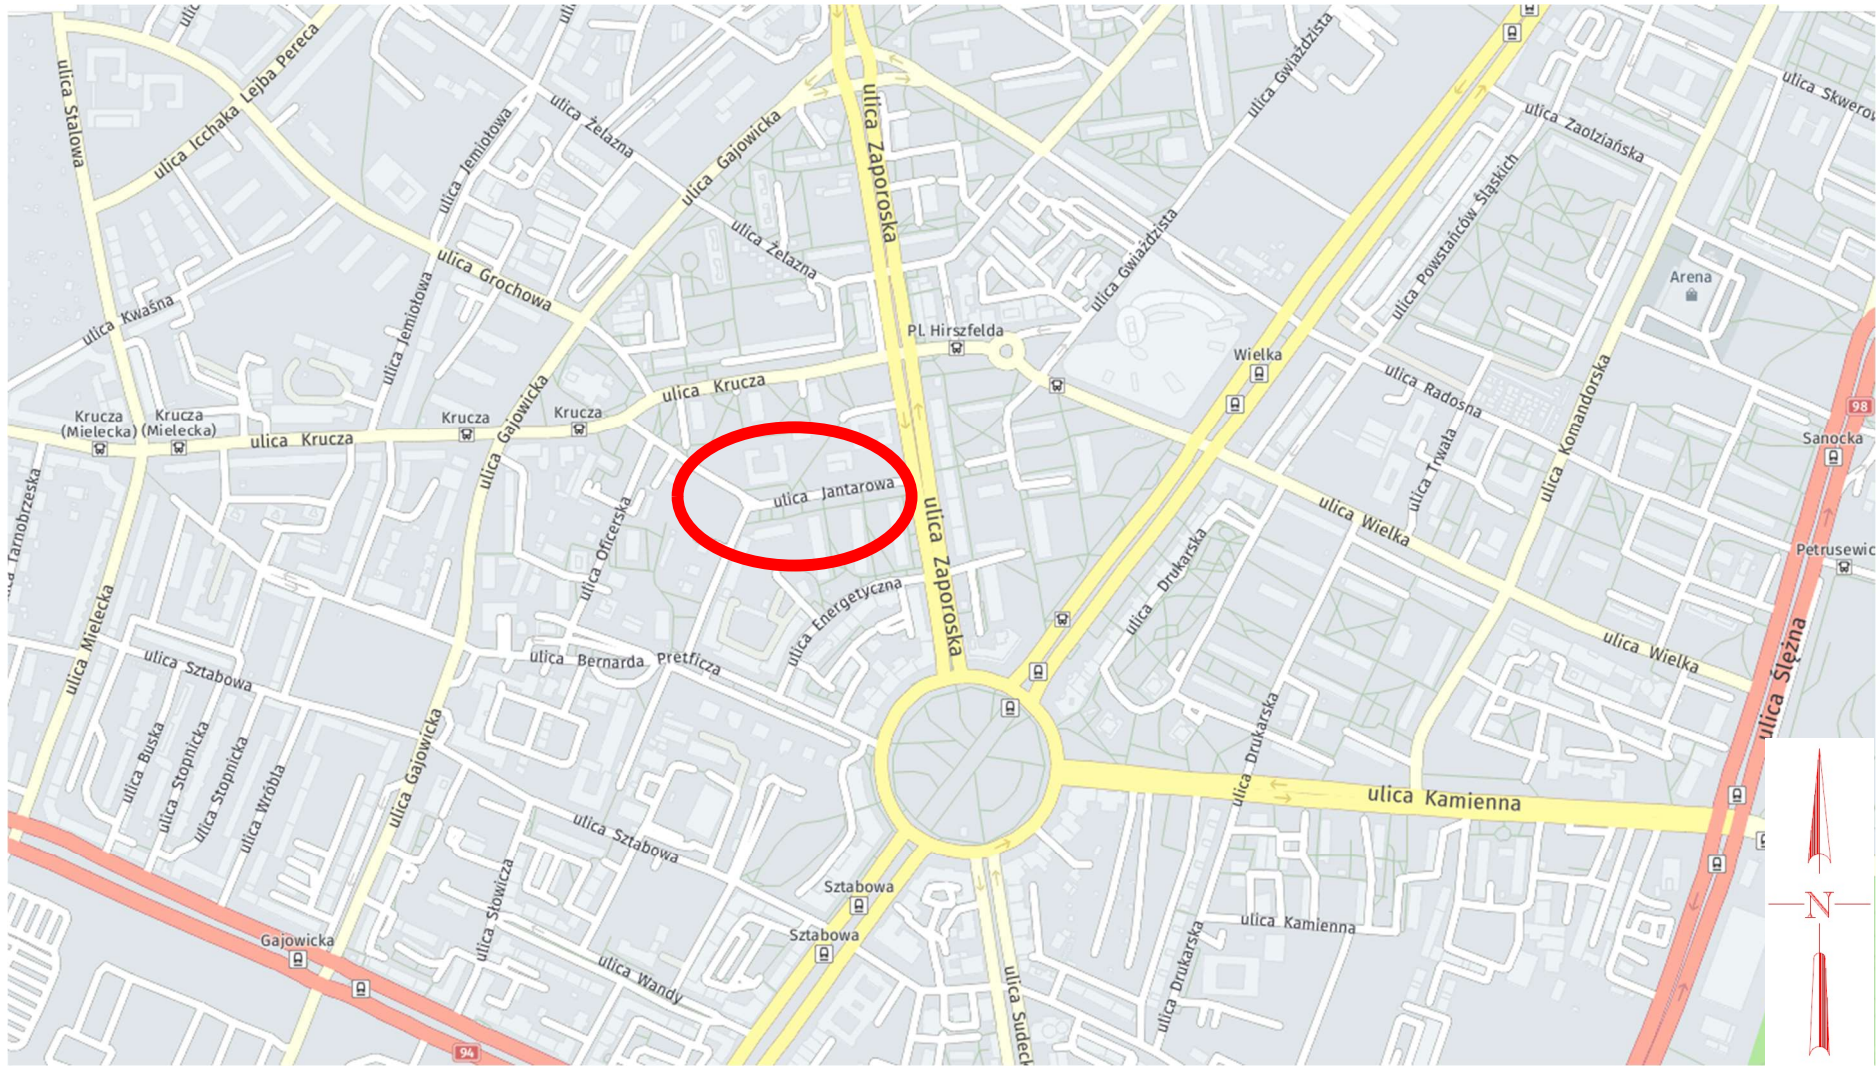 ulica Stalowa
ulica Icchaka Lejba Pereca
ulic
uli
ulica Jemiołowa
ulica Żelazna
ulica Gajowicka
ulica Zaporoska
ulica Gwiaździsta
ulica Skwerow
ulica Zaolziańska
ulica Powstańców Śląskich
ulica Żelazna
ulica Gwiaździsta
ulica Grochowa
ulica Kwaśna
ulica Jemiołowa
Arena
Pl. Hirszfelda
Wielka
ulica Krucza
ulica Radosna
ulica Komandorska
98
Krucza
(Mielecka)
Krucza
(Mielecka)
ulica Krucza
Krucza
Krucza
ulica Gajowicka
Sanocka
ulica Trwała
ulica Jantarowa
ulica Tarnobrzeska
ulica Oficerska
ulica Zaporoska
ulica Wielka
Petrusewic
ulica Drukarska
ulica Energetyczna
ulica Mielecka
ulica Sztabowa
ulica Bernarda Pretficza
ulica Wielka
ulica Ślężna
ulica Buska
ulica Stopnicka
ulica Stopnicka
ulica Wróbla
ulica Gajowicka
ulica Drukarska
ulica Kamienna
ulica Sztabowa
ulica Słowicza
Sztabowa
Sztabowa
Gajowicka
ulica Wandy
ulica Sudeck
ulica Drukarska
ulica Kamienna
94
N